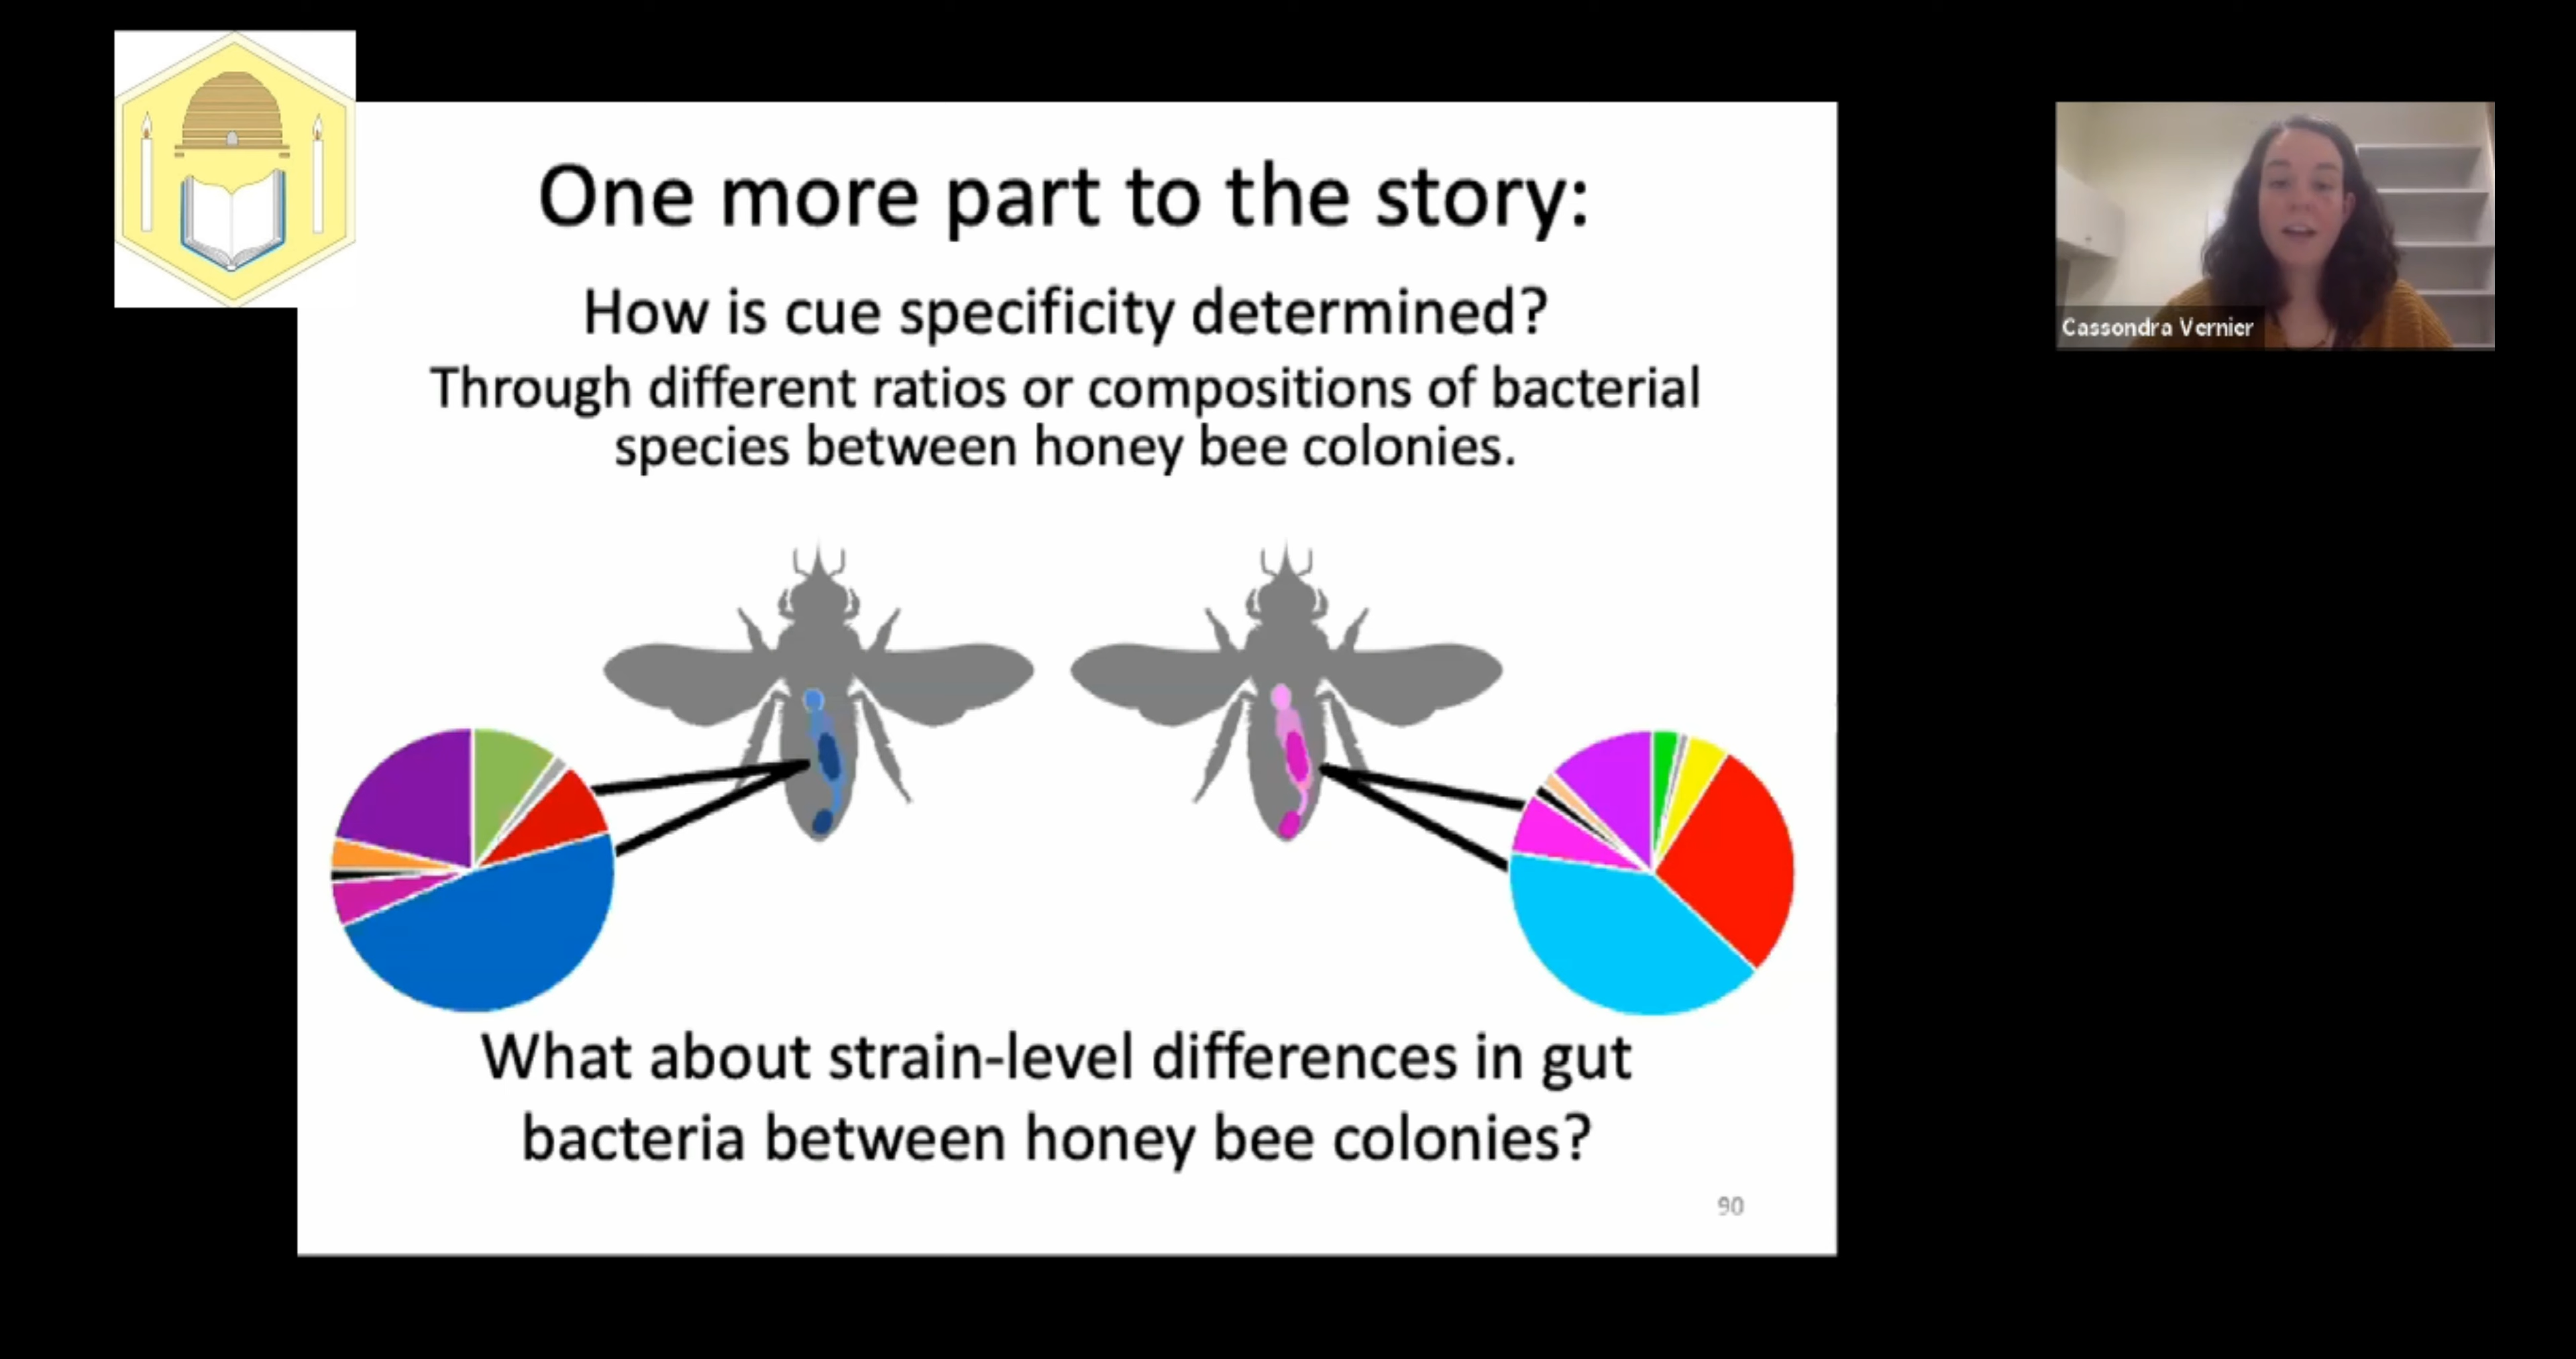 One more part to the story:
How is cue specificity determined?
Through different ratios or compositions of bacterial
species between honey bee colonies.
Cassondra Vernier
What about strain-level differences in gut
bacteria between honey bee colonies?
90